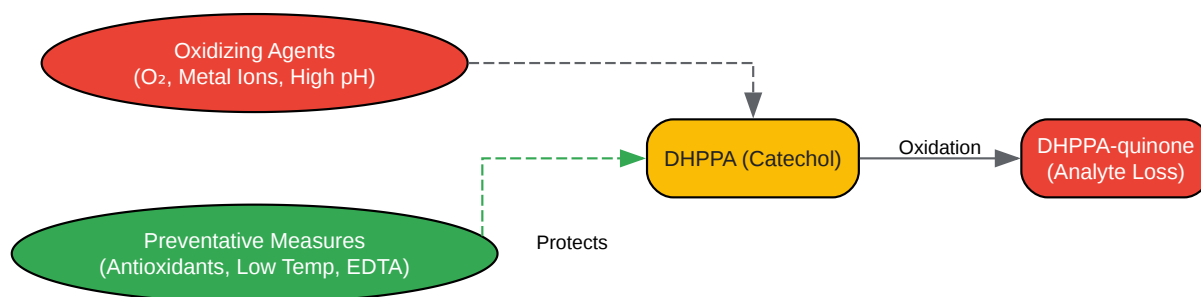 Oxidizing Agents
(O₂, Metal Ions, High pH)
DHPPA (Catechol)
Oxidation
DHPPA-quinone
(Analyte Loss)
Preventative Measures
(Antioxidants, Low Temp, EDTA)
Protects